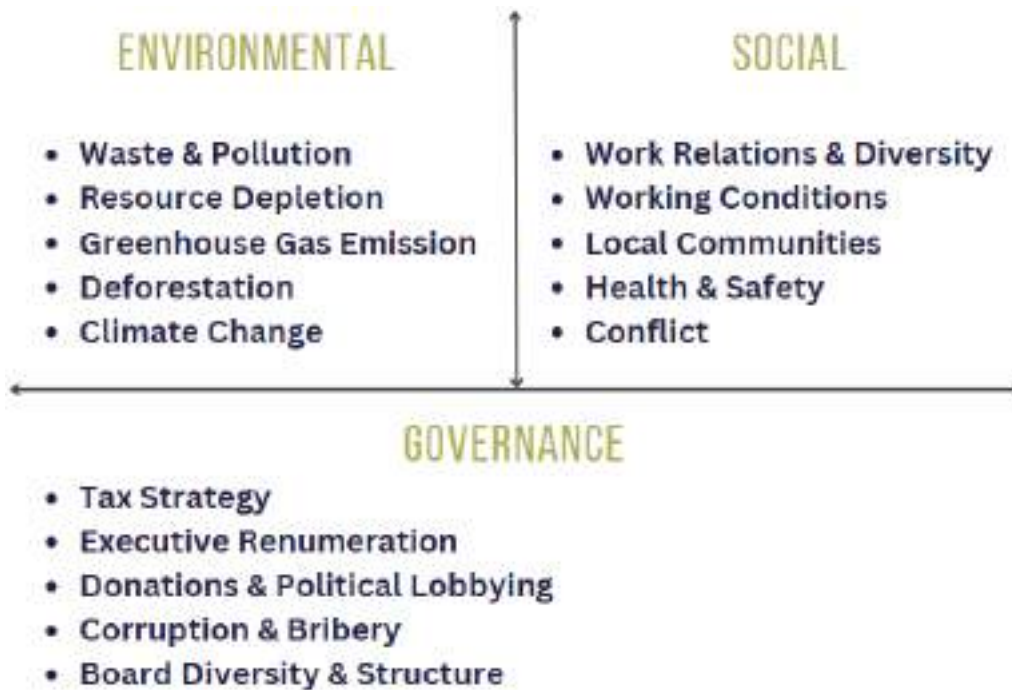 ENVIRONMENTAL
• Waste & Pollution
• Resource Depletion
• Greenhouse Gas Emission
• Deforestation
• Climate Change
SOCIAL
• Work Relations & Diversity
• Working Conditions
• Local Communities
• Health & Safety
• Conflict
GOVERNANCE
• Tax Strategy
• Executive Renumeration
• Donations & Political Lobbying
• Corruption & Bribery
• Board Diversity & Structure